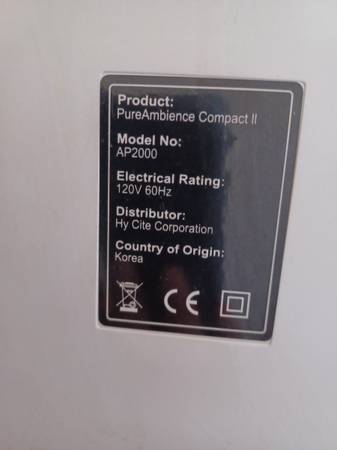 Product:
PureAmbience Compact II
Model No:
AP2000
Electrical Rating:
120V 60Hz
Distributor:
Hy Cite Corporation
Country of Origin:
Korea
CE